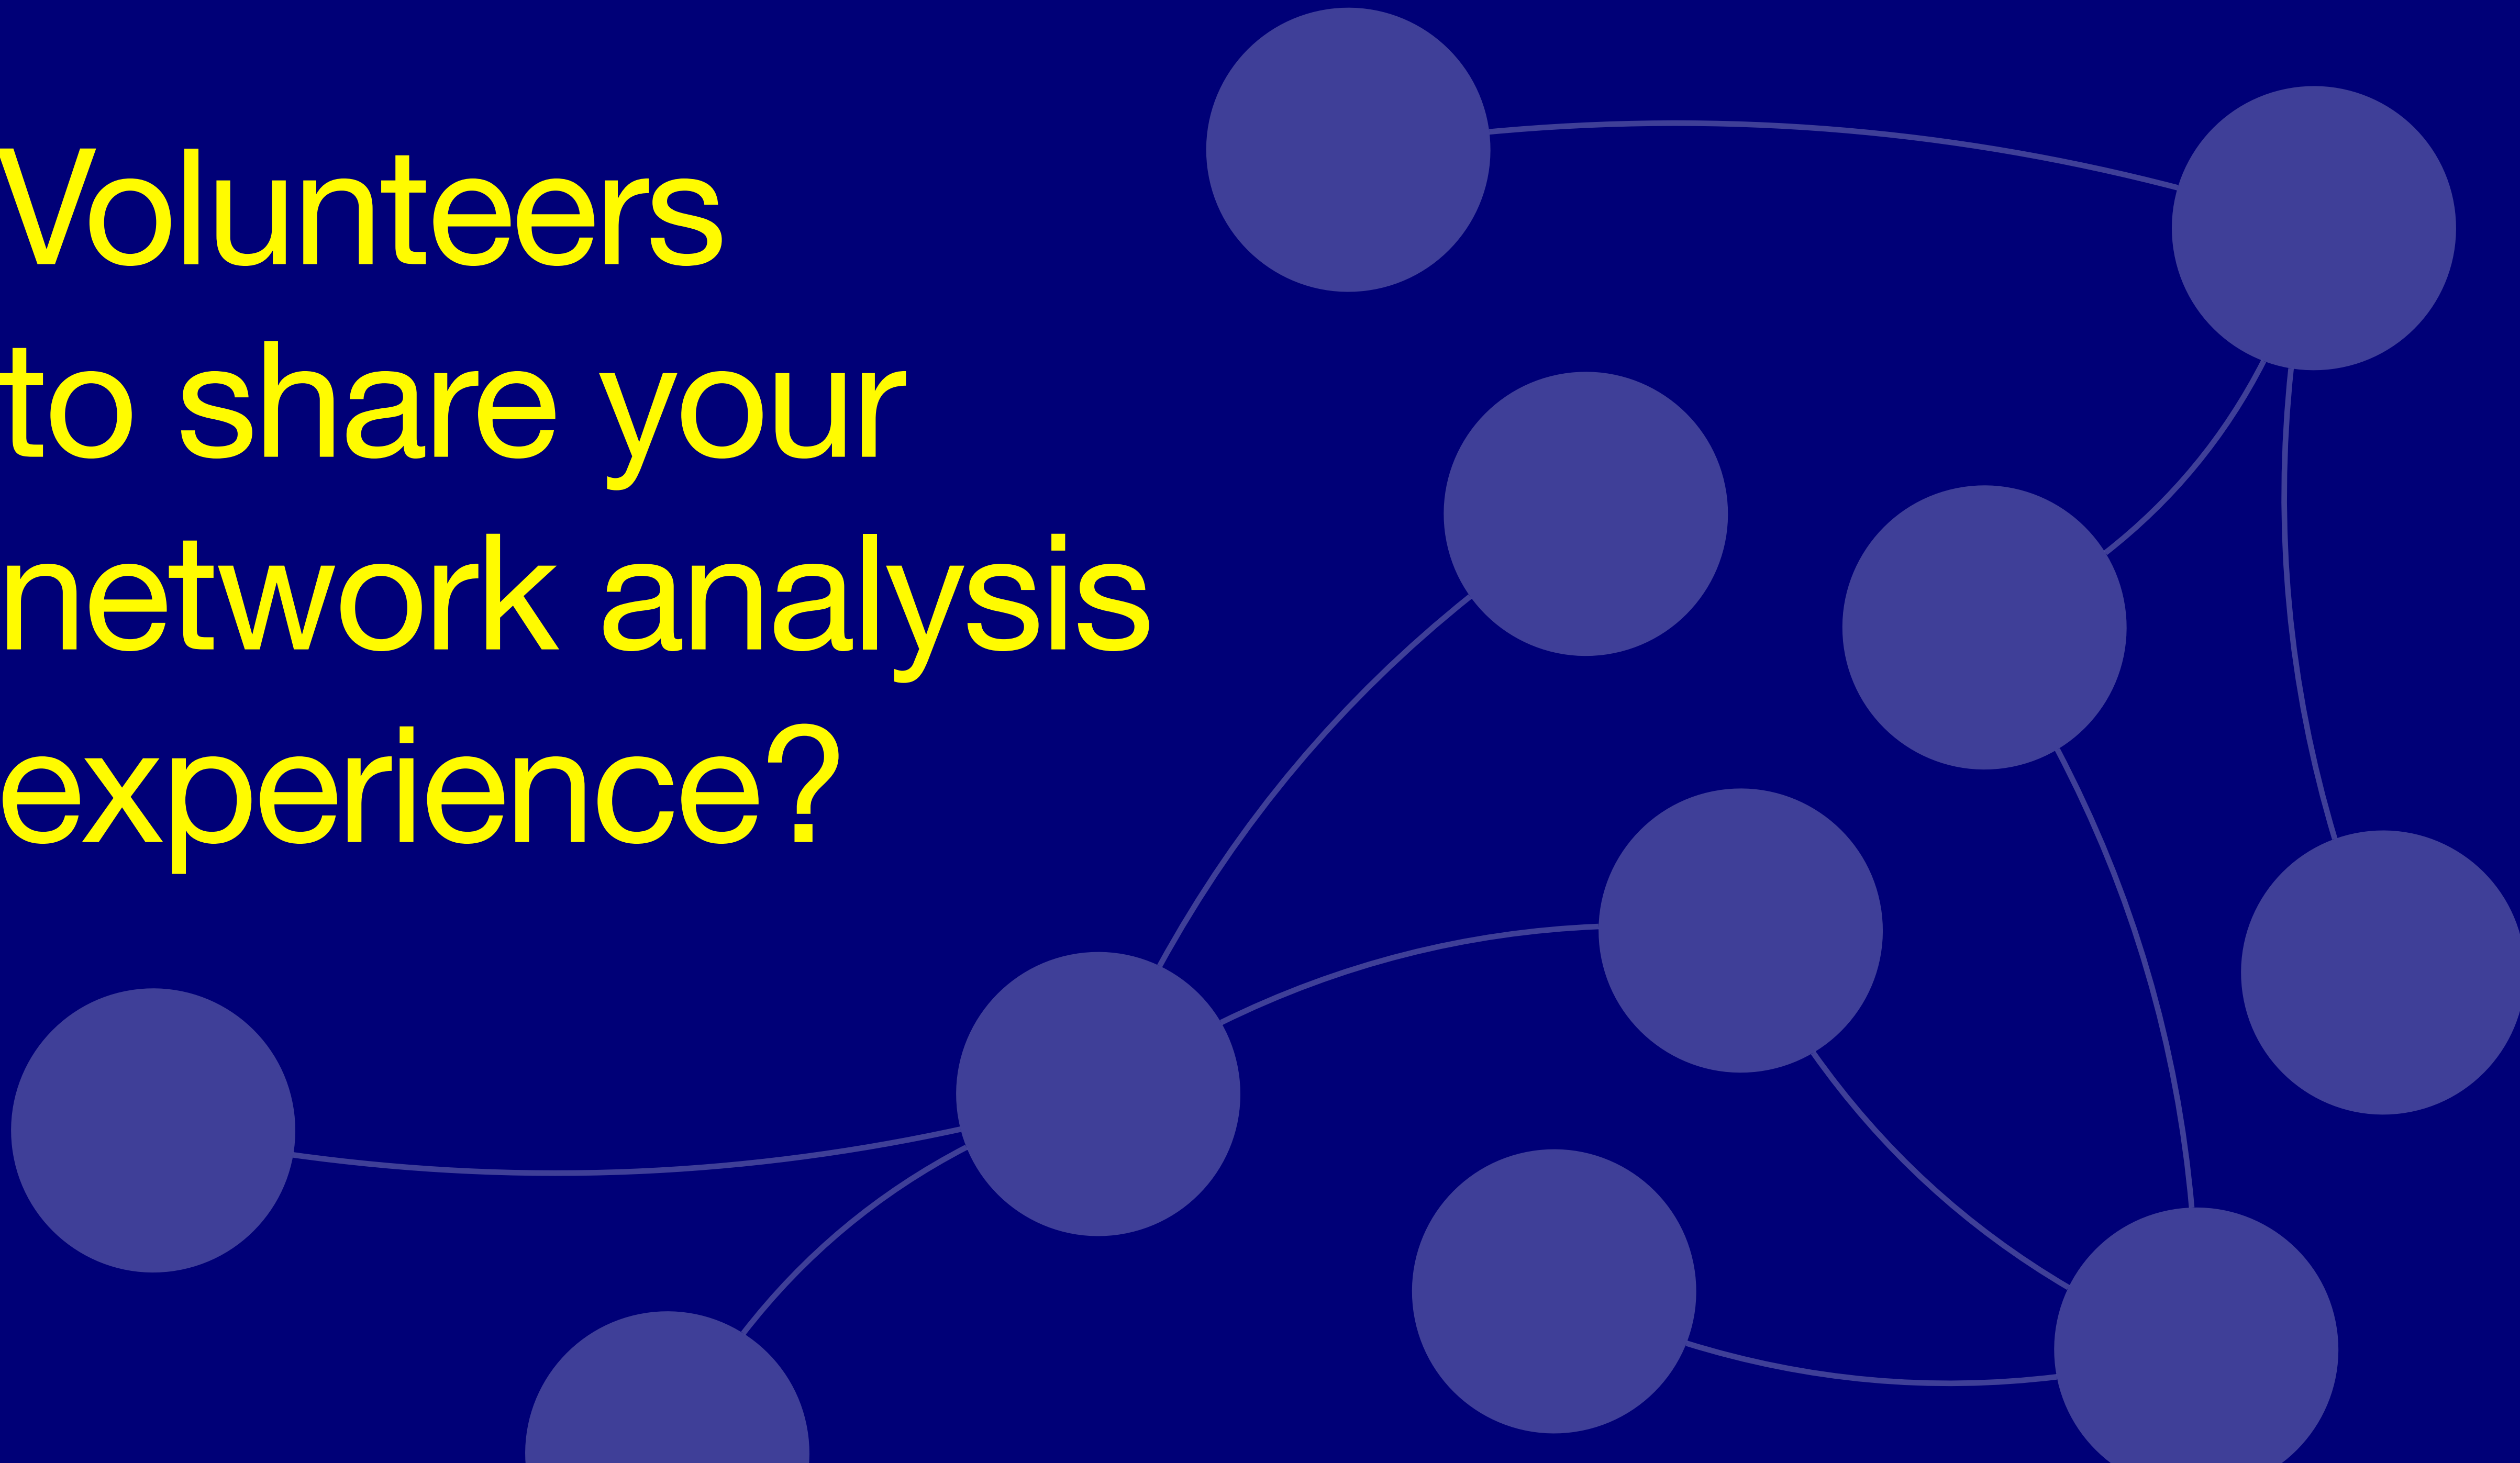 Volunteers
to share your
network analysis
experience?